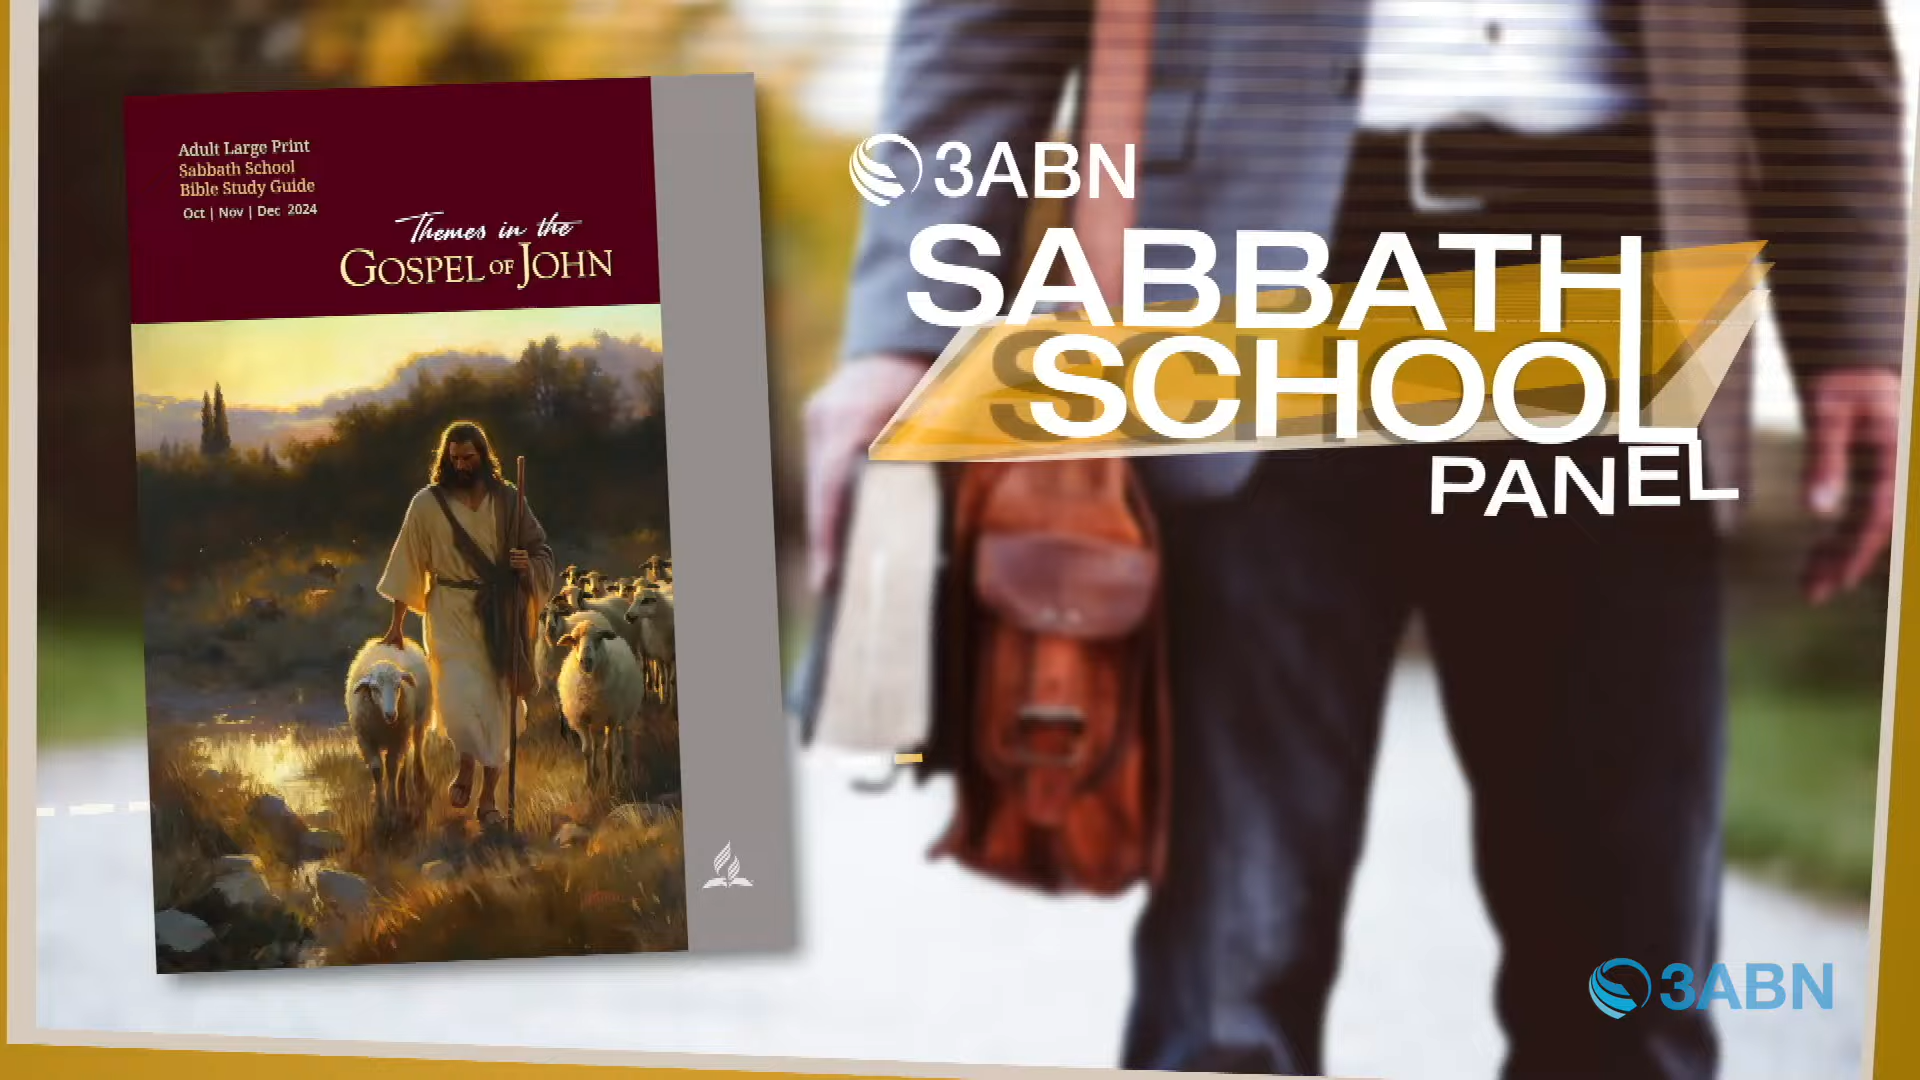 Adult Large Print
Sabbath School
Bible Study Guide
Oct | Nov | Dec 2024
Themes in the
GOSPEL OF JOHN
3ABN
SABBATH
SCHOOL
PANEL
3ABN